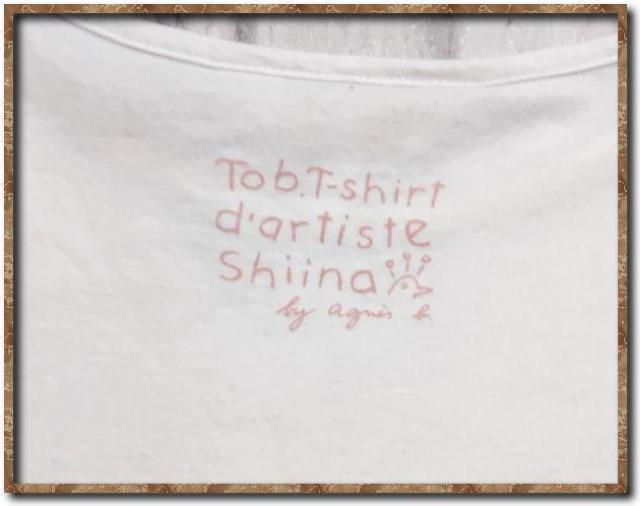 To b. T-shirt
d'artiste
Shiina
by agnès b.